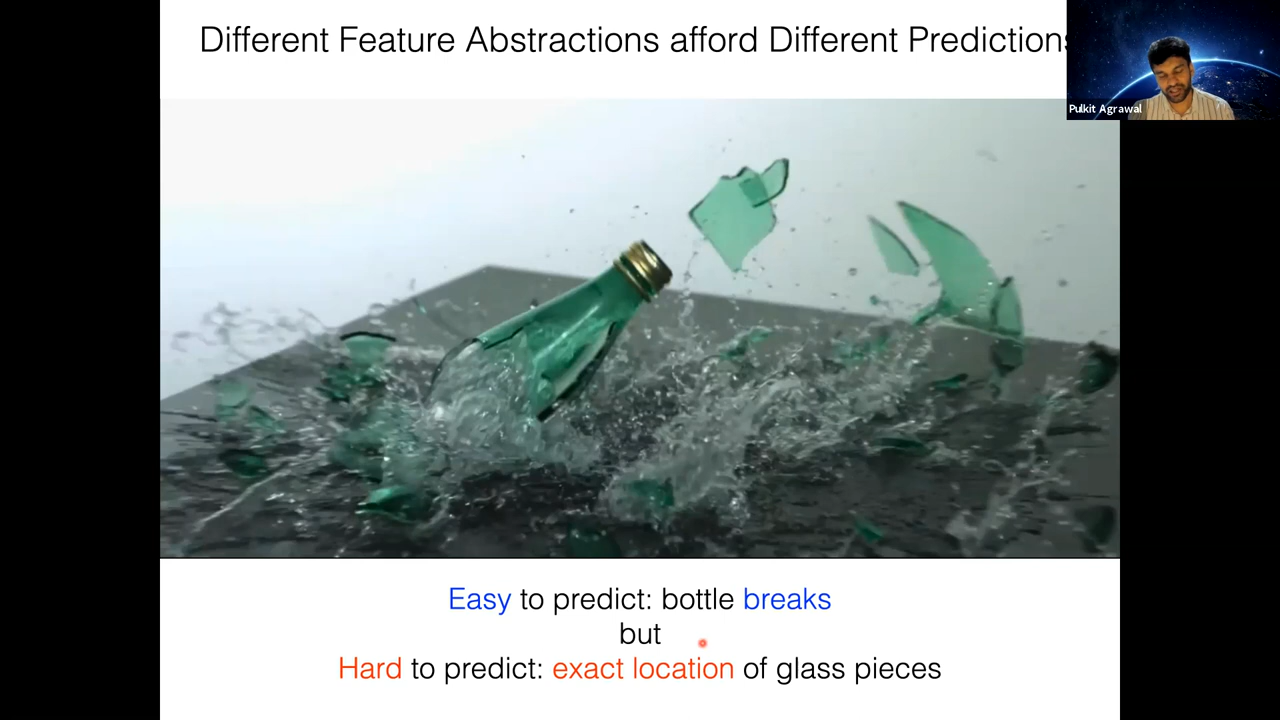 Different Feature Abstractions afford Different Predictions
Pulkit Agrawal
Easy to predict: bottle breaks
but
Hard to predict: exact location of glass pieces